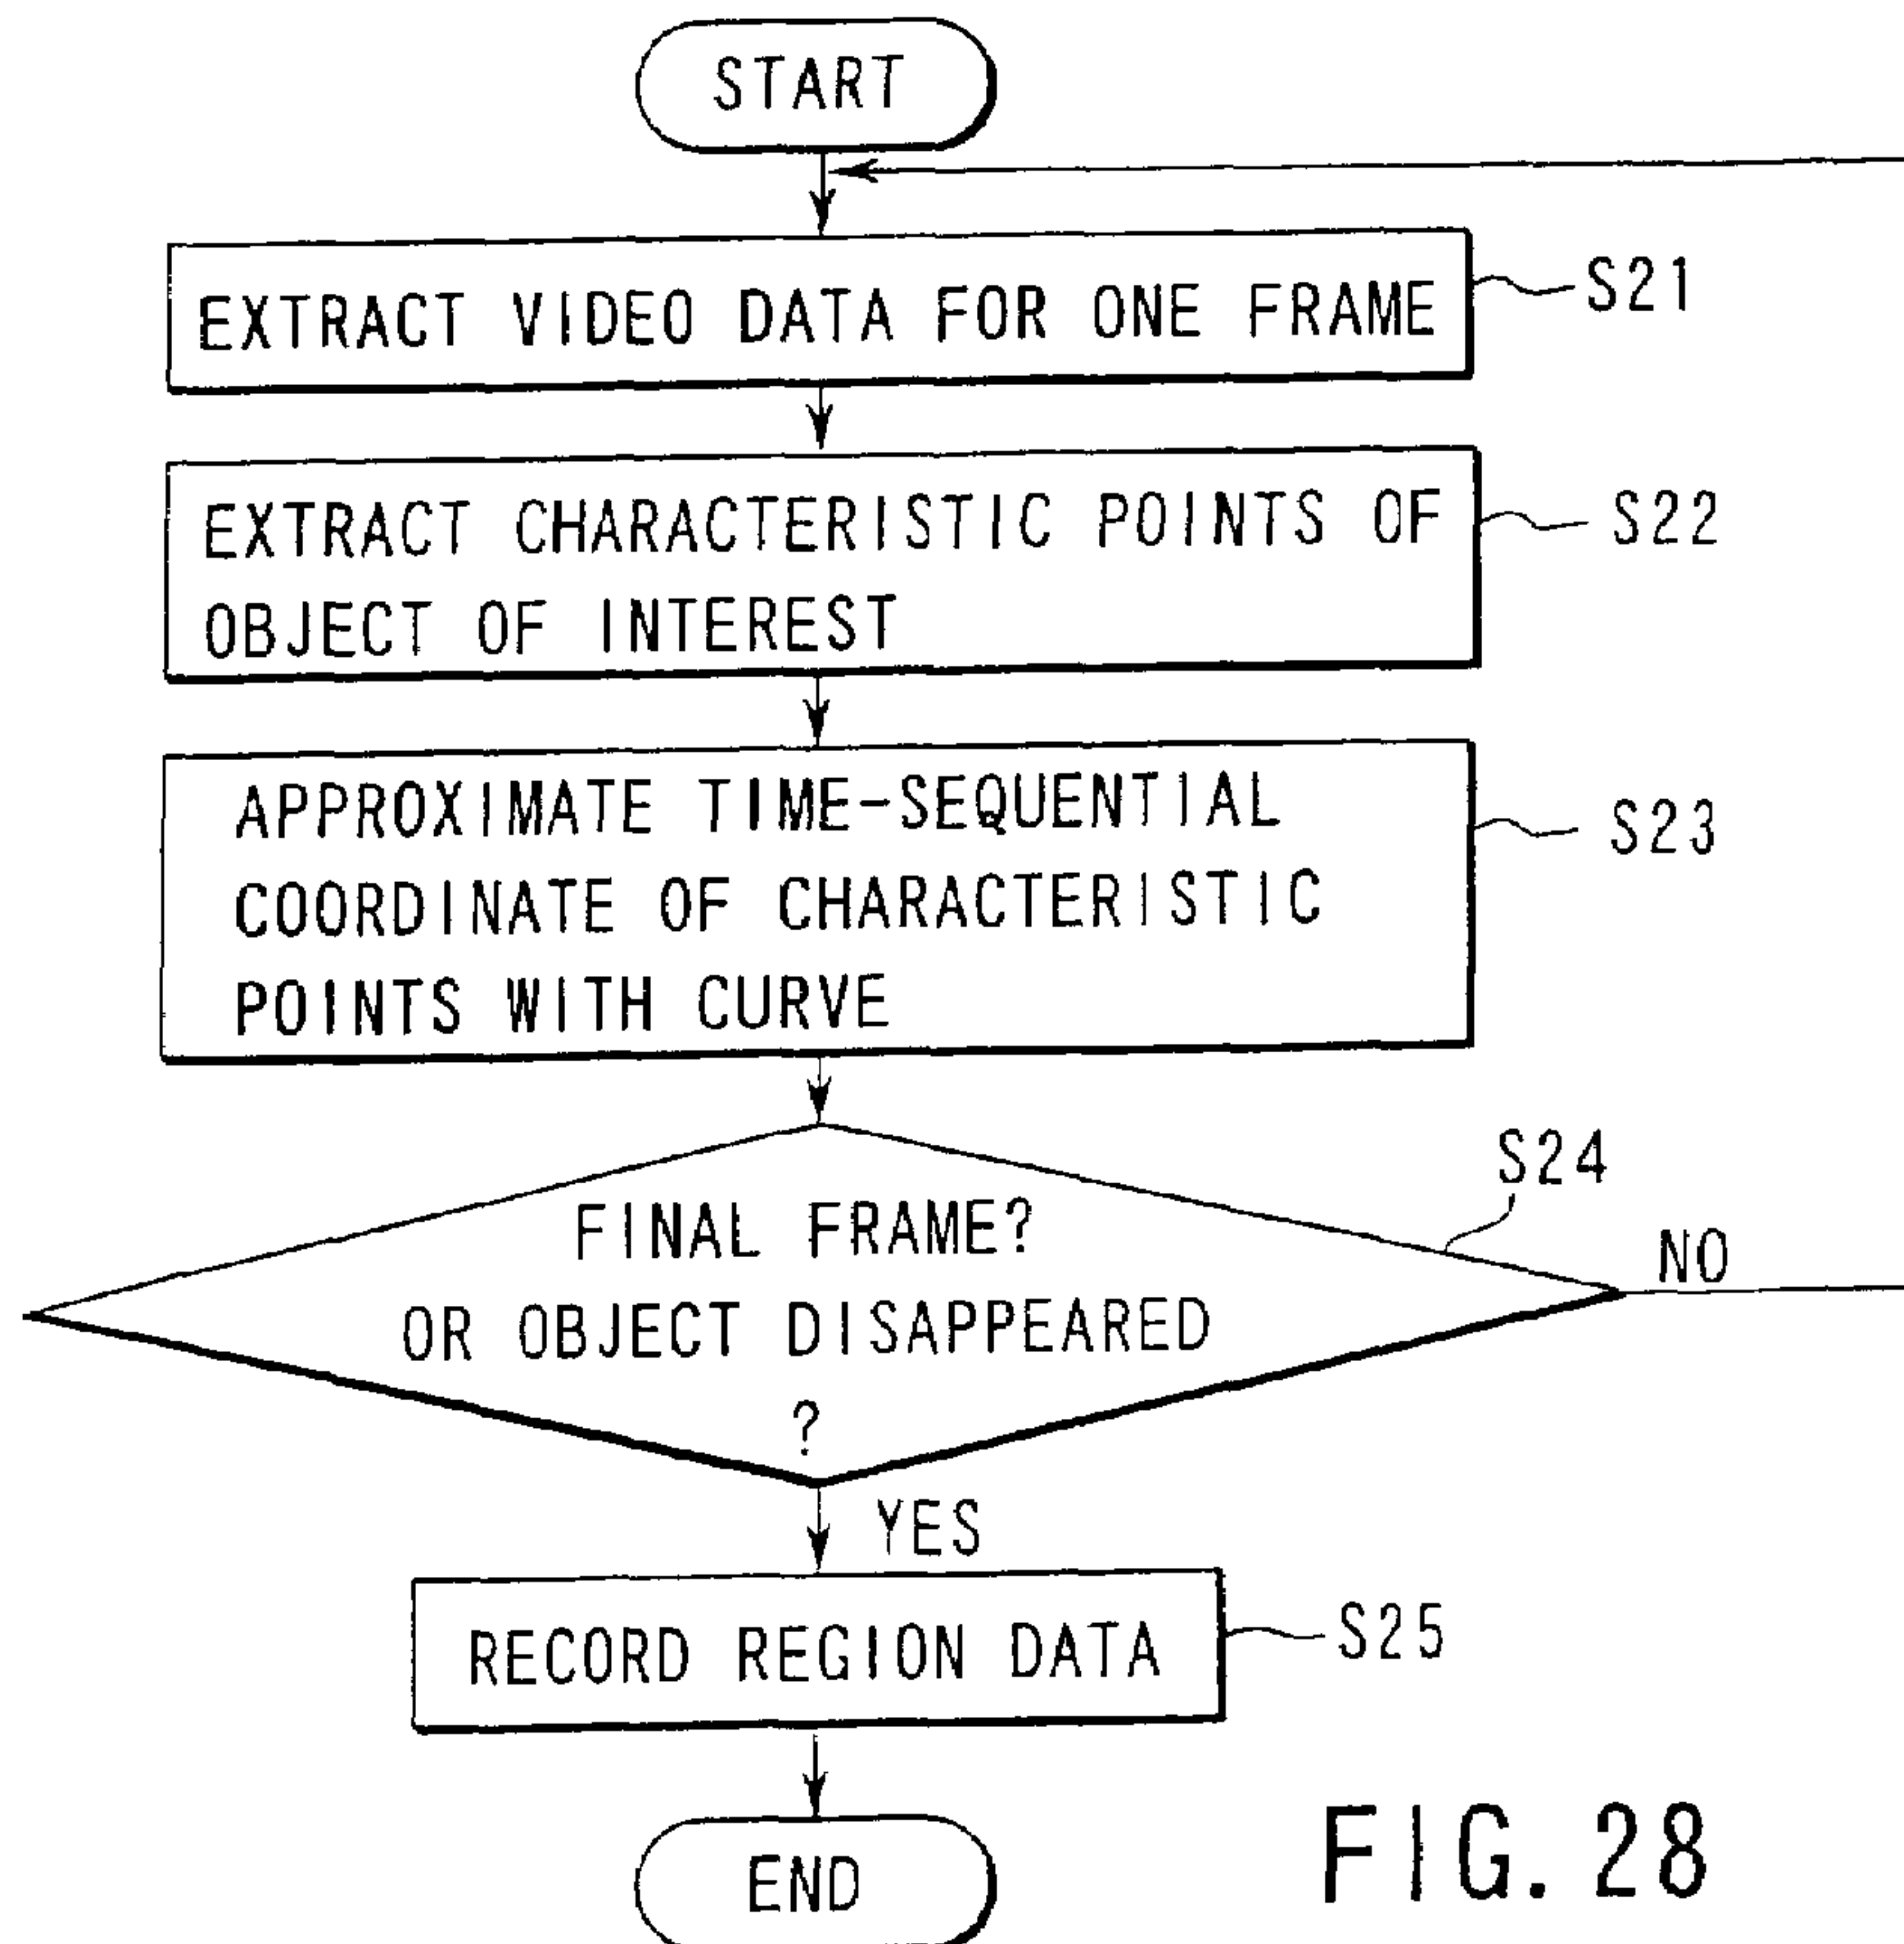 START
EXTRACT VIDEO DATA FOR ONE FRAME
S21
EXTRACT CHARACTERISTIC POINTS OF
OBJECT OF INTEREST
S22
APPROXIMATE TIME-SEQUENTIAL
COORDINATE OF CHARACTERISTIC
POINTS WITH CURVE
S23
FINAL FRAME?
OR OBJECT DISAPPEARED
?
S24
NO
YES
RECORD REGION DATA
S25
END
FIG. 28